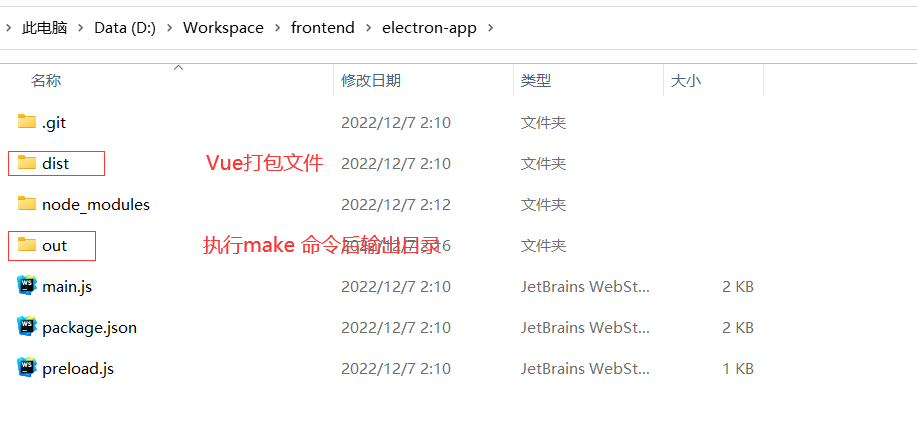 此电脑 > Data (D:) > Workspace > frontend > electron-app >
名称 修改日期 类型 大小
.git 2022/12/7 2:10 文件夹
dist Vue打包文件 2022/12/7 2:10 文件夹
node_modules 2022/12/7 2:12 文件夹
out 执行make 命令后输出目录 2022/12/7 2:16 文件夹
main.js 2022/12/7 2:10 JetBrains WebSt... 2 KB
package.json 2022/12/7 2:10 JetBrains WebSt... 2 KB
preload.js 2022/12/7 2:10 JetBrains WebSt... 1 KB